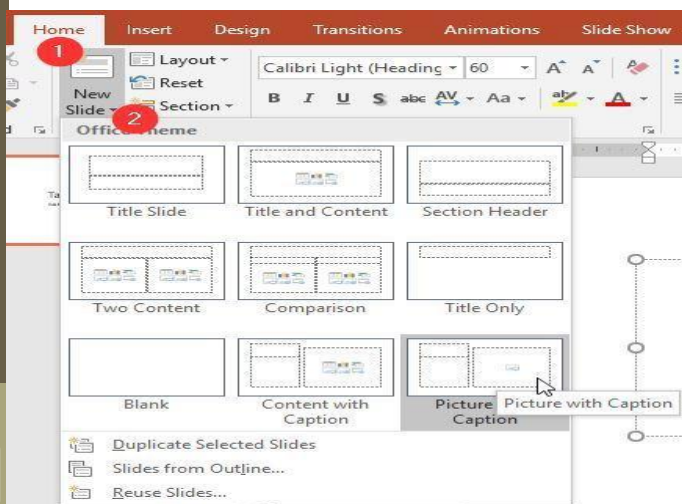 Home Insert Design Transitions Animations Slide Show
1
Layout
Calibri Light (Headinc 60 A A
Reset
New
Slide
Section
B I U S abc AV Aa aby A
2
Office Theme
Title Slide Title and Content Section Header
Two Content Comparison Title Only
Blank Content with Caption Picture Caption
Picture with Caption
Duplicate Selected Slides
Slides from Outline...
Reuse Slides...